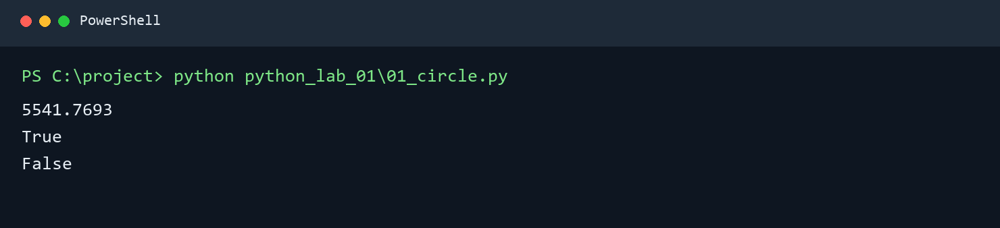 PowerShell
PS C:\project> python python_lab_01\01_circle.py
5541.7693
True
False